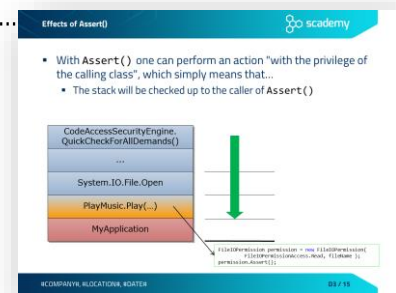 Effects of Assert()
scademy
With Assert() one can perform an action "with the privilege of
the calling class", which simply means that...
The stack will be checked up to the caller of Assert()
CodeAccessSecurityEngine.
QuickCheckForAllDemands()
...
System.IO.File.Open
PlayMusic.Play(...)
MyApplication
FileIOPermission permission = new FileIOPermission(
FileIOPermissionAccess.Read, fileName );
permission.Assert();
#COMPANY#, #LOCATION#, #DATE#
D3 / 15